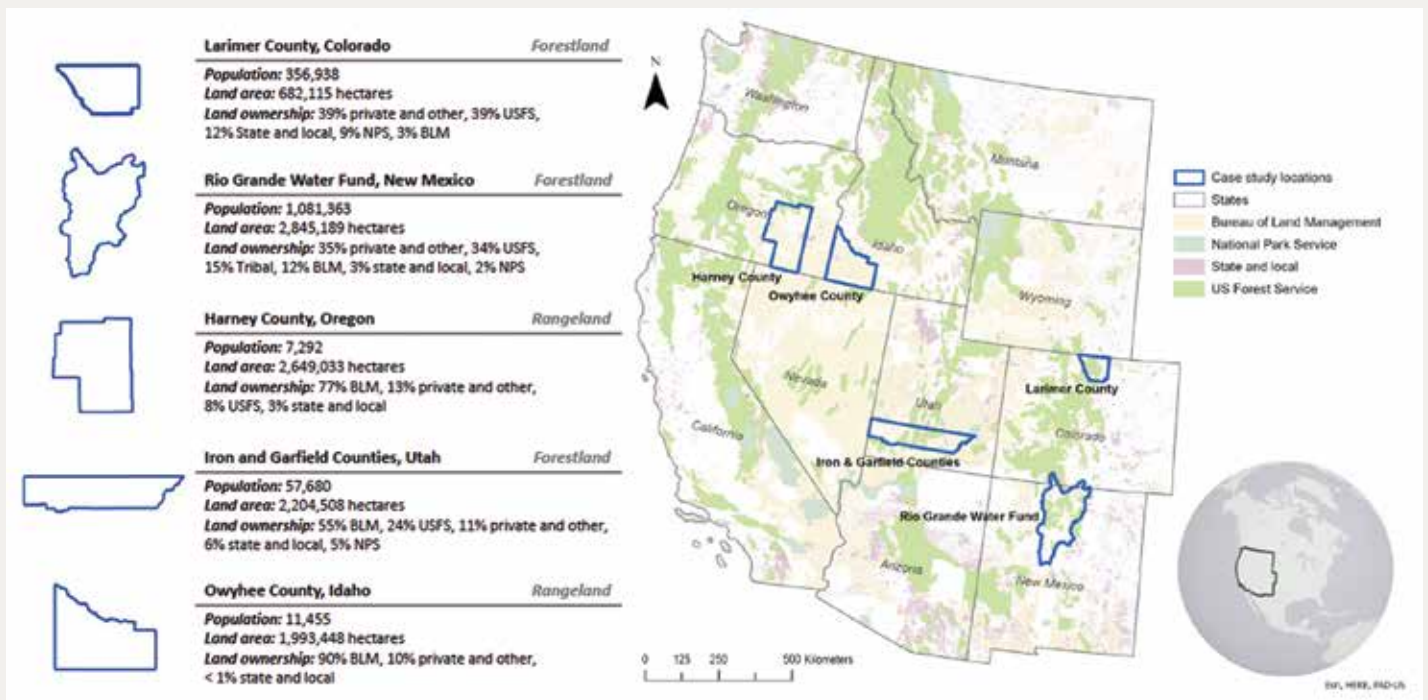 Larimer County, Colorado Forestland
Population: 356,938
Land area: 682,115 hectares
Land ownership: 39% private and other, 39% USFS,
12% State and local, 9% NPS, 3% BLM
Rio Grande Water Fund, New Mexico Forestland
Population: 1,081,363
Land area: 2,845,189 hectares
Land ownership: 35% private and other, 34% USFS,
15% Tribal, 12% BLM, 3% state and local, 2% NPS
Harney County, Oregon Rangeland
Population: 7,292
Land area: 2,649,033 hectares
Land ownership: 77% BLM, 13% private and other,
8% USFS, 3% state and local
Iron and Garfield Counties, Utah Forestland
Population: 57,680
Land area: 2,204,508 hectares
Land ownership: 55% BLM, 24% USFS, 11% private and other,
6% state and local, 5% NPS
Owyhee County, Idaho Rangeland
Population: 11,455
Land area: 1,993,448 hectares
Land ownership: 90% BLM, 10% private and other,
< 1% state and local
N
Washington
Montana
Oregon
Idaho
Harney County
Owyhee County
Wyoming
Nevada
Utah
Larimer County
Colorado
California
Iron & Garfield Counties
Rio Grande Water Fund
Arizona
New Mexico
0 125 250 500 Kilometers
Case study locations
States
Bureau of Land Management
National Park Service
State and local
US Forest Service
Esri, HERE, PAD-US